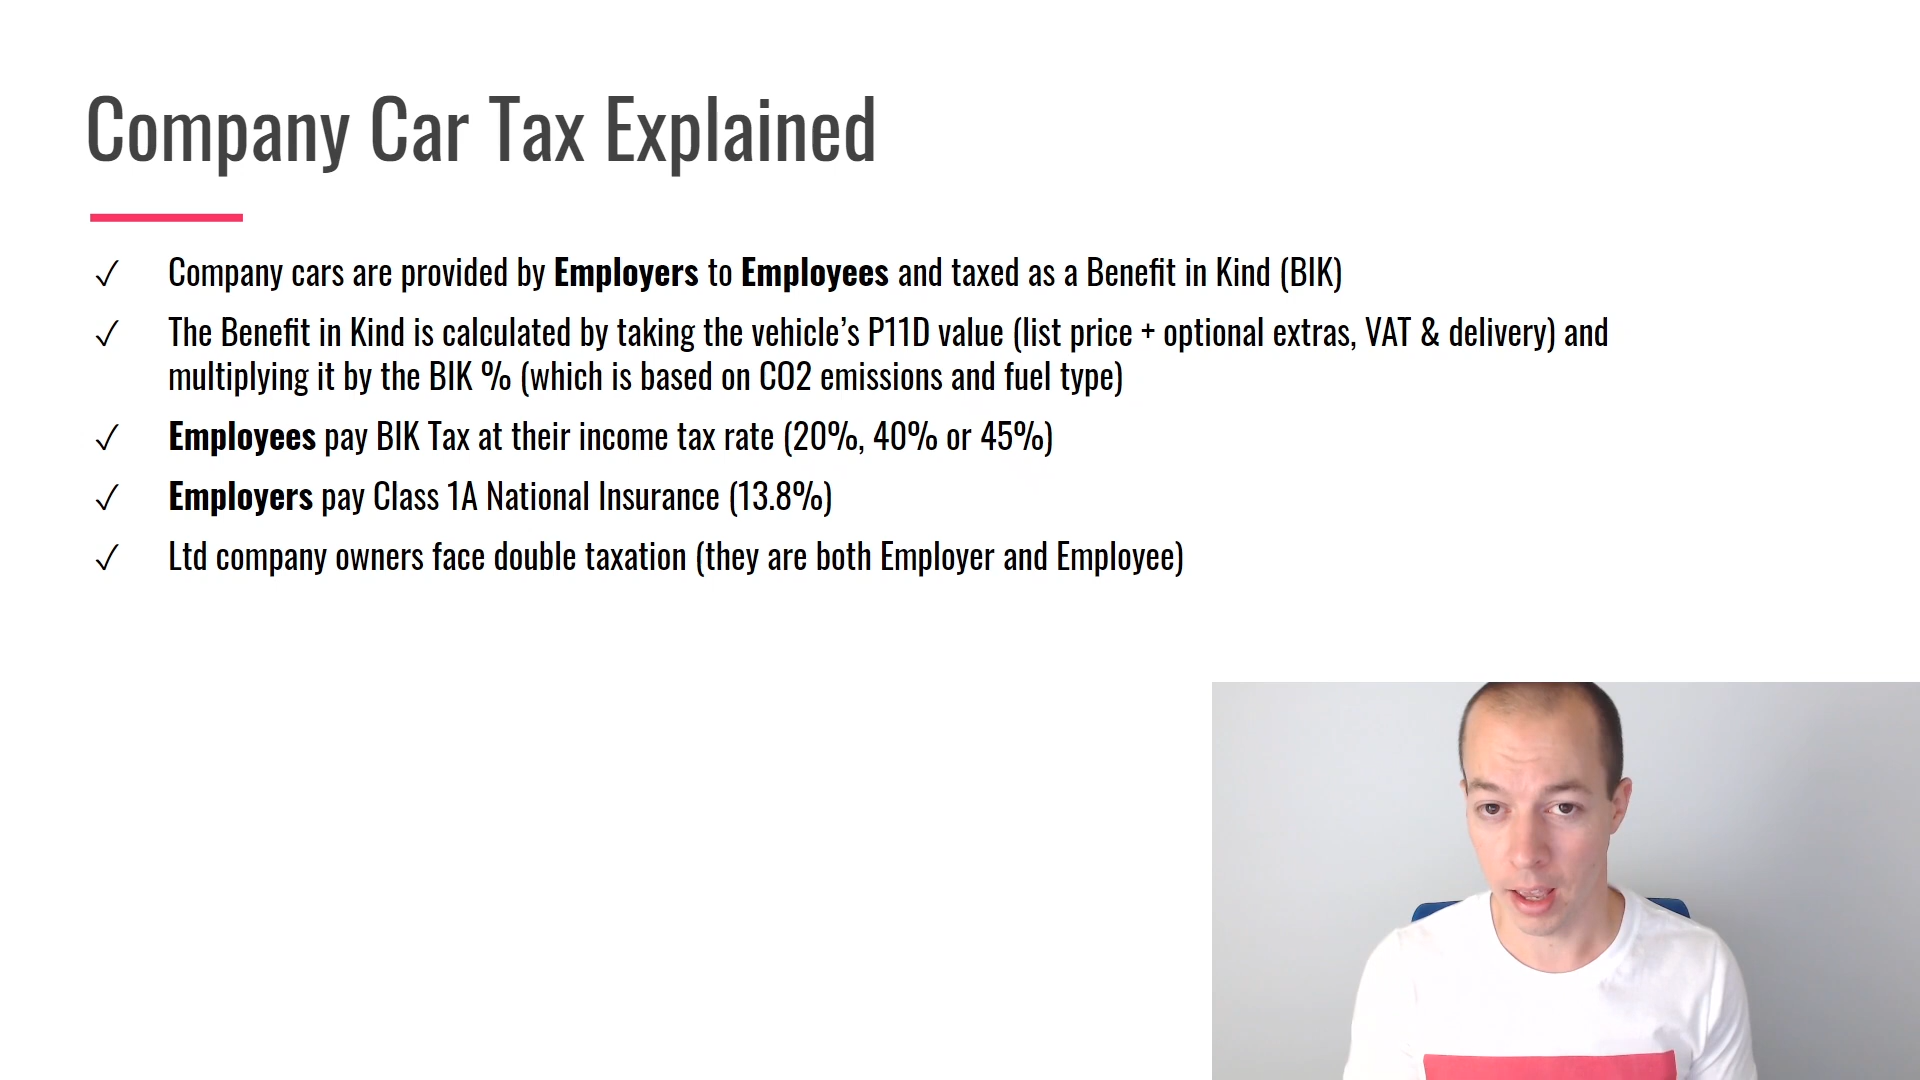 Company Car Tax Explained
✓ Company cars are provided by Employers to Employees and taxed as a Benefit in Kind (BIK)
✓ The Benefit in Kind is calculated by taking the vehicle’s P11D value (list price + optional extras, VAT & delivery) and
multiplying it by the BIK % (which is based on CO2 emissions and fuel type)
✓ Employees pay BIK Tax at their income tax rate (20%, 40% or 45%)
✓ Employers pay Class 1A National Insurance (13.8%)
✓ Ltd company owners face double taxation (they are both Employer and Employee)